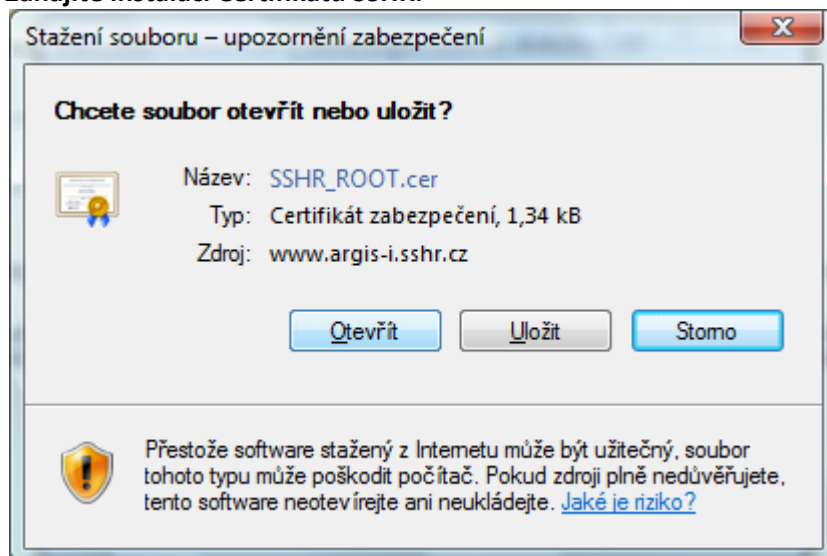 Stažení souboru – upozornění zabezpečení
Chcete soubor otevřít nebo uložit?
Název: SSHR_ROOT.cer
Typ: Certifikát zabezpečení, 1,34 kB
Zdroj: www.argis-i.sshr.cz
Otevřít Uložit Storno
Přestože software stažený z Internetu může být užitečný, soubor
tohoto typu může poškodit počítač. Pokud zdroji plně nedůvěřujete,
tento software neotevírejte ani neukládejte. Jaké je riziko?